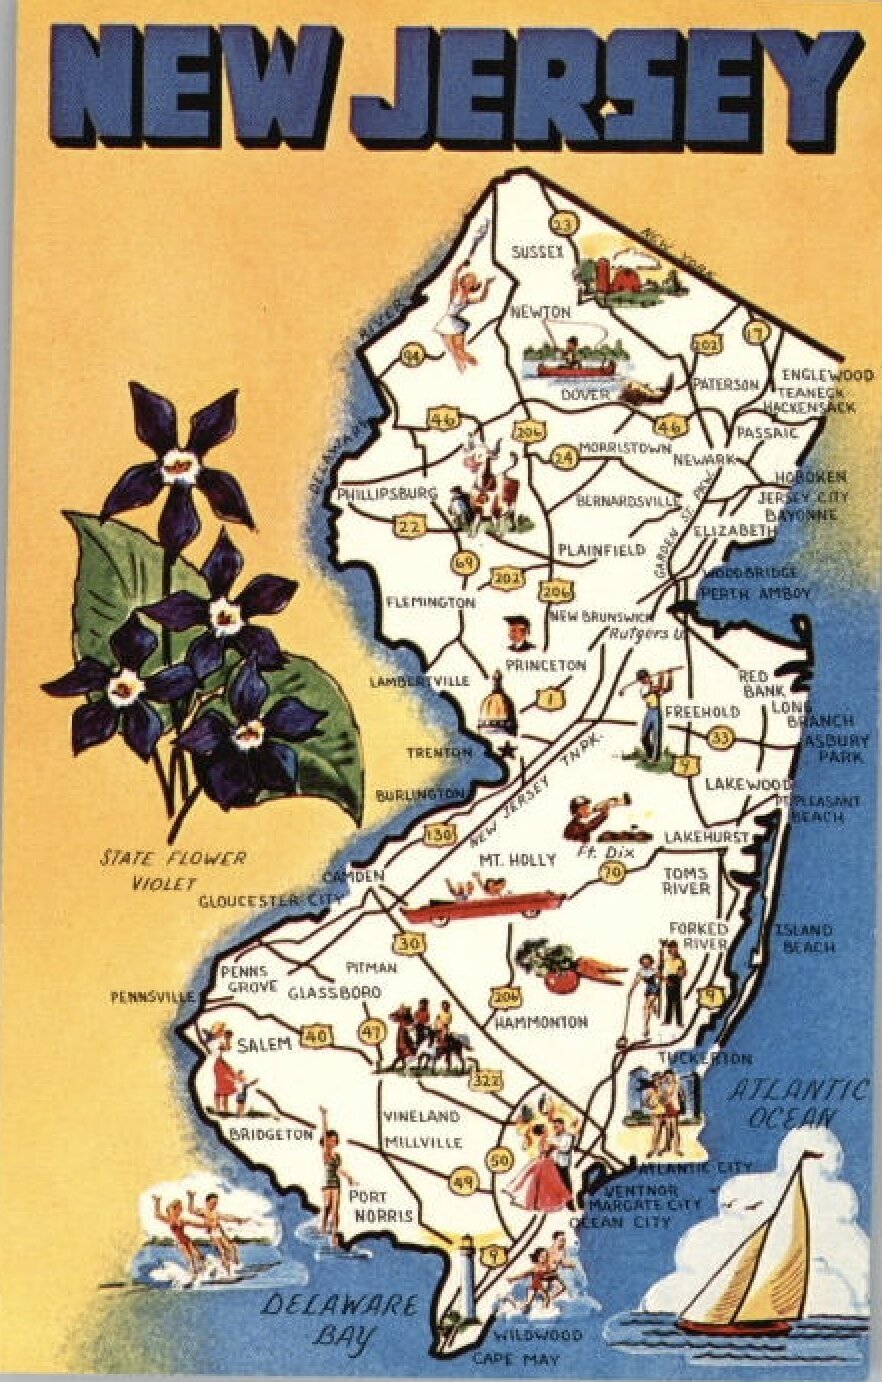 NEW JERSEY
23
NEW YORK
SUSSEX
NEWTON
RIVER
94
202
17
ENGLEWOOD
TEANECK
HACKENSACK
PATERSON
DOVER
46
206
46
PASSAIC
DELAWARE
24
MORRISTOWN
NEWARK
HOBOKEN
JERSEY CITY
BAYONNE
PHILLIPSBURG
BERNARDSVILLE
GARDEN ST. PKW.
22
ELIZABETH
PLAINFIELD
69
202
206
WOODBRIDGE
PERTH AMBOY
FLEMINGTON
NEW BRUNSWICK
Rutgers U.
PRINCETON
LAMBERTVILLE
RED
BANK
1
FREEHOLD
LONG
BRANCH
33
ASBURY
PARK
TRENTON
9
NEW JERSEY TNPK.
LAKEWOOD
BURLINGTON
PT. PLEASANT
BEACH
130
LAKEHURST
Ft. Dix
MT. HOLLY
70
TOMS
RIVER
STATE FLOWER
VIOLET
CAMDEN
GLOUCESTER CITY
FORKED
RIVER
ISLAND
BEACH
30
PENNS
GROVE
PITMAN
GLASSBORO
PENNSVILLE
206
9
HAMMONTON
SALEM
40
47
TUCKERTON
322
ATLANTIC
OCEAN
VINELAND
MILLVILLE
BRIDGETON
50
49
ATLANTIC CITY
VENTNOR
MARGATE CITY
OCEAN CITY
PORT
NORRIS
9
DELAWARE
BAY
WILDWOOD
CAPE MAY